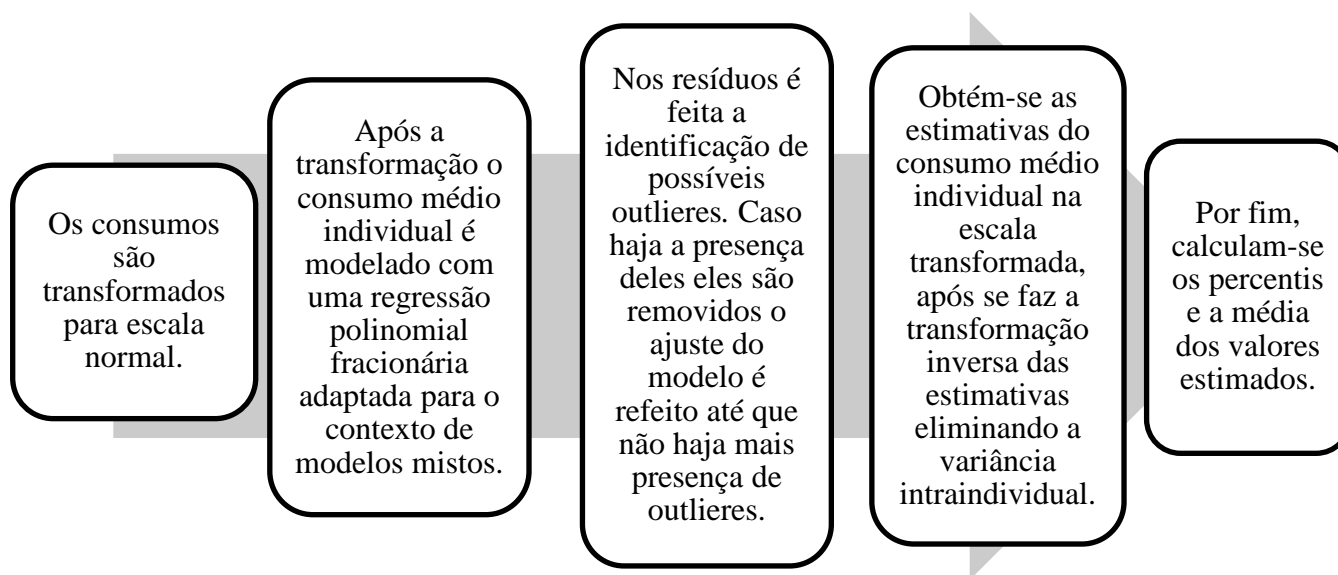 Os consumos
são
transformados
para escala
normal.
Após a
transformação o
consumo médio
individual é
modelado com
uma regressão
polinomial
fracionária
adaptada para o
contexto de
modelos mistos.
Nos resíduos é
feita a
identificação de
possíveis
outlieres. Caso
haja a presença
deles eles são
removidos o
ajuste do
modelo é
refeito até que
não haja mais
presença de
outlieres.
Obtém-se as
estimativas do
consumo médio
individual na
escala
transformada,
após se faz a
transformação
inversa das
estimativas
eliminando a
variância
intraindividual.
Por fim,
calculam-se
os percentis
e a média
dos valores
estimados.